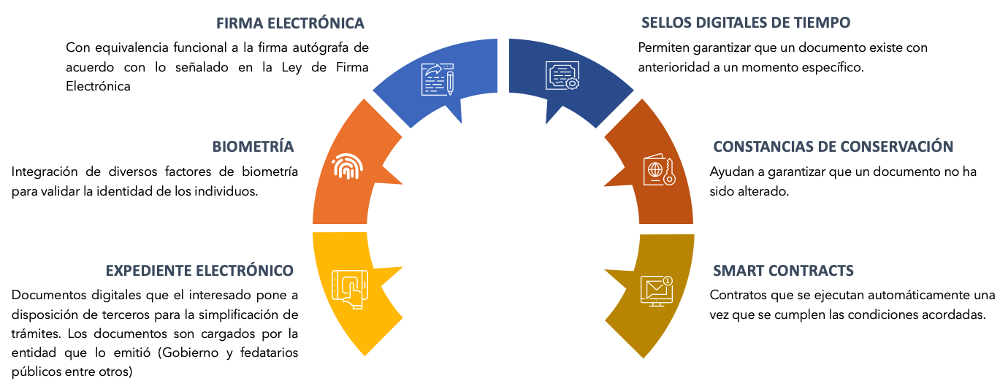 FIRMA ELECTRÓNICA
Con equivalencia funcional a la firma autógrafa de
acuerdo con lo señalado en la Ley de Firma
Electrónica
BIOMETRÍA
Integración de diversos factores de biometría
para validar la identidad de los individuos.
EXPEDIENTE ELECTRÓNICO
Documentos digitales que el interesado pone a
disposición de terceros para la simplificación de
trámites. Los documentos son cargados por la
entidad que lo emitió (Gobierno y fedatarios
públicos entre otros)
SELLOS DIGITALES DE TIEMPO
Permiten garantizar que un documento existe con
anterioridad a un momento específico.
CONSTANCIAS DE CONSERVACIÓN
Ayudan a garantizar que un documento no ha
sido alterado.
SMART CONTRACTS
Contratos que se ejecutan automáticamente una
vez que se cumplen las condiciones acordadas.
1